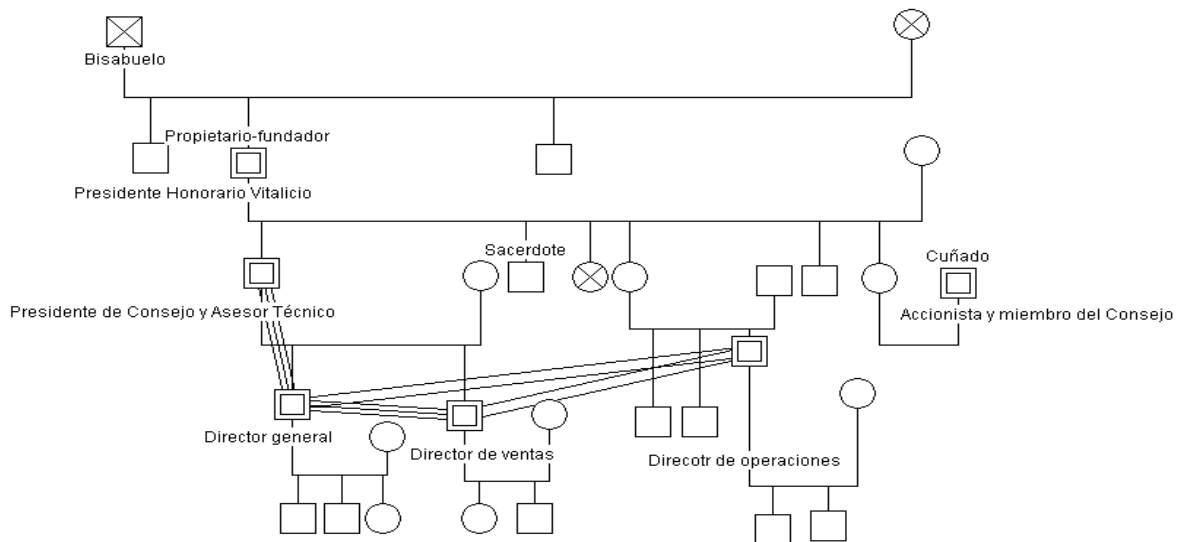 Bisabuelo
Propietario-fundador
Presidente Honorario Vitalicio
Sacerdote
Cuñado
Presidente de Consejo y Asesor Técnico
Accionista y miembro del Consejo
Director general
Director de ventas
Direcotr de operaciones